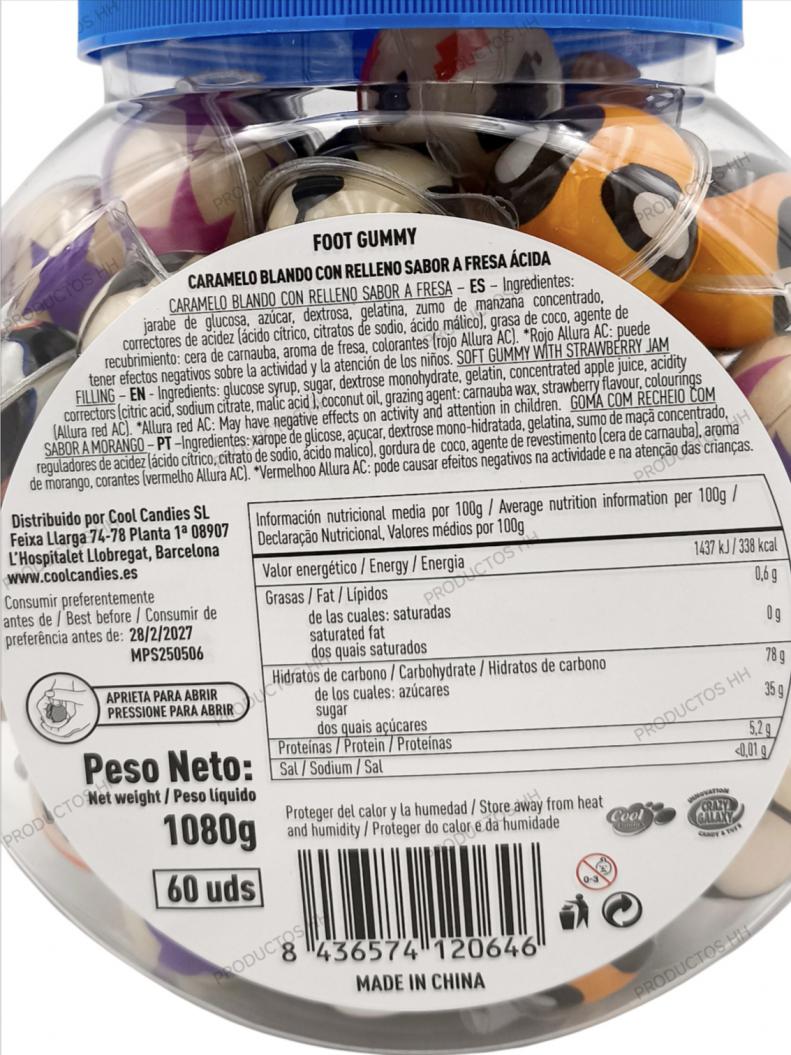 FOOT GUMMY
CARAMELO BLANDO CON RELLENO SABOR A FRESA ÁCIDA
CARAMELO BLANDO CON RELLENO SABOR A FRESA – ES – Ingredientes:
jarabe de glucosa, azúcar, dextrosa, gelatina, zumo de manzana concentrado,
correctores de acidez (ácido cítrico, citratos de sodio, ácido málico), grasa de coco, agente de
recubrimiento: cera de carnauba, aroma de fresa, colorantes (rojo Allura AC). *Rojo Allura AC: puede
tener efectos negativos sobre la actividad y la atención de los niños. SOFT GUMMY WITH STRAWBERRY JAM
FILLING – EN - Ingredients: glucose syrup, sugar, dextrose monohydrate, gelatin, concentrated apple juice, acidity
correctors (citric acid, sodium citrate, malic acid ), coconut oil, grazing agent: carnauba wax, strawberry flavour, colourings
(Allura red AC). *Allura red AC: May have negative effects on activity and attention in children. GOMA COM RECHEIO COM
SABOR A MORANGO – PT –Ingredientes: xarope de glicose, açucar, dextrose mono-hidratada, gelatina, sumo de maçã concentrado,
reguladores de acidez (ácido cítrico, citrato de sodio, ácido malico), gordura de coco, agente de revestimento (cera de carnauba), aroma
de morango, corantes (vermelho Allura AC). *Vermelhoo Allura AC: pode causar efeitos negativos na actividade e na atenção das crianças.
Distribuido por Cool Candies SL
Feixa Llarga 74-78 Planta 1ª 08907
L'Hospitalet Llobregat, Barcelona
www.coolcandies.es
Consumir preferentemente
antes de / Best before / Consumir de
preferência antes de: 28/2/2027
MPS250506
APRIETA PARA ABRIR
PRESSIONE PARA ABRIR
Peso Neto:
Net weight / Peso líquido
1080g
60 uds
Información nutricional media por 100g / Average nutrition information per 100g /
Declaração Nutricional, Valores médios por 100g
Valor energético / Energy / Energia 1437 kJ / 338 kcal
Grasas / Fat / Lípidos 0,6 g
de las cuales: saturadas 0 g
saturated fat
dos quais saturados
Hidratos de carbono / Carbohydrate / Hidratos de carbono 78 g
de los cuales: azúcares 35 g
sugar
dos quais açúcares
Proteínas / Protein / Proteínas 5,2 g
Sal / Sodium / Sal <0,01 g
Proteger del calor y la humedad / Store away from heat
and humidity / Proteger do calor e da humidade
Cool
INNOVATION
CRAZY
GALAXY
CANDY & TOYS
0-3
8 436574 120646
MADE IN CHINA
PRODUCTOS HH